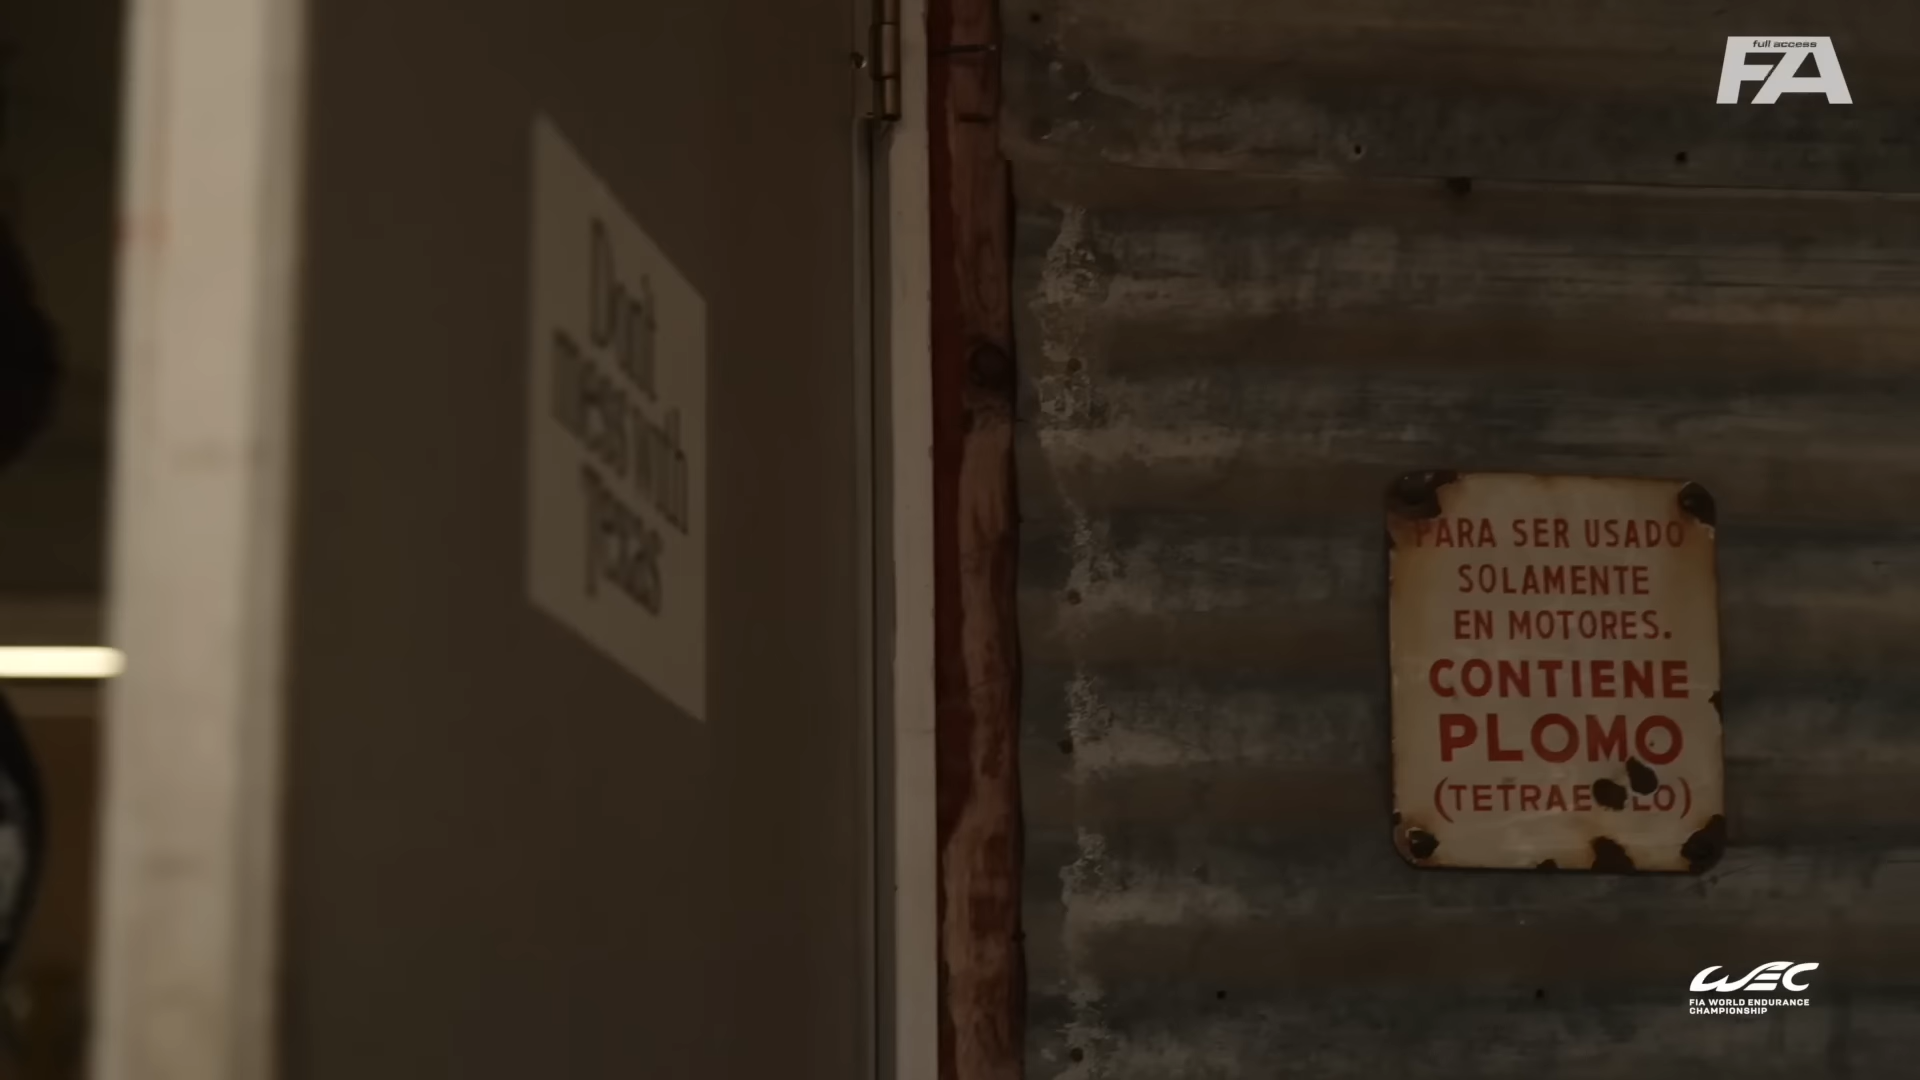 full access
FA
Don't
mess with
Texas
PARA SER USADO
SOLAMENTE
EN MOTORES.
CONTIENE
PLOMO
WEC
FIA WORLD ENDURANCE
CHAMPIONSHIP